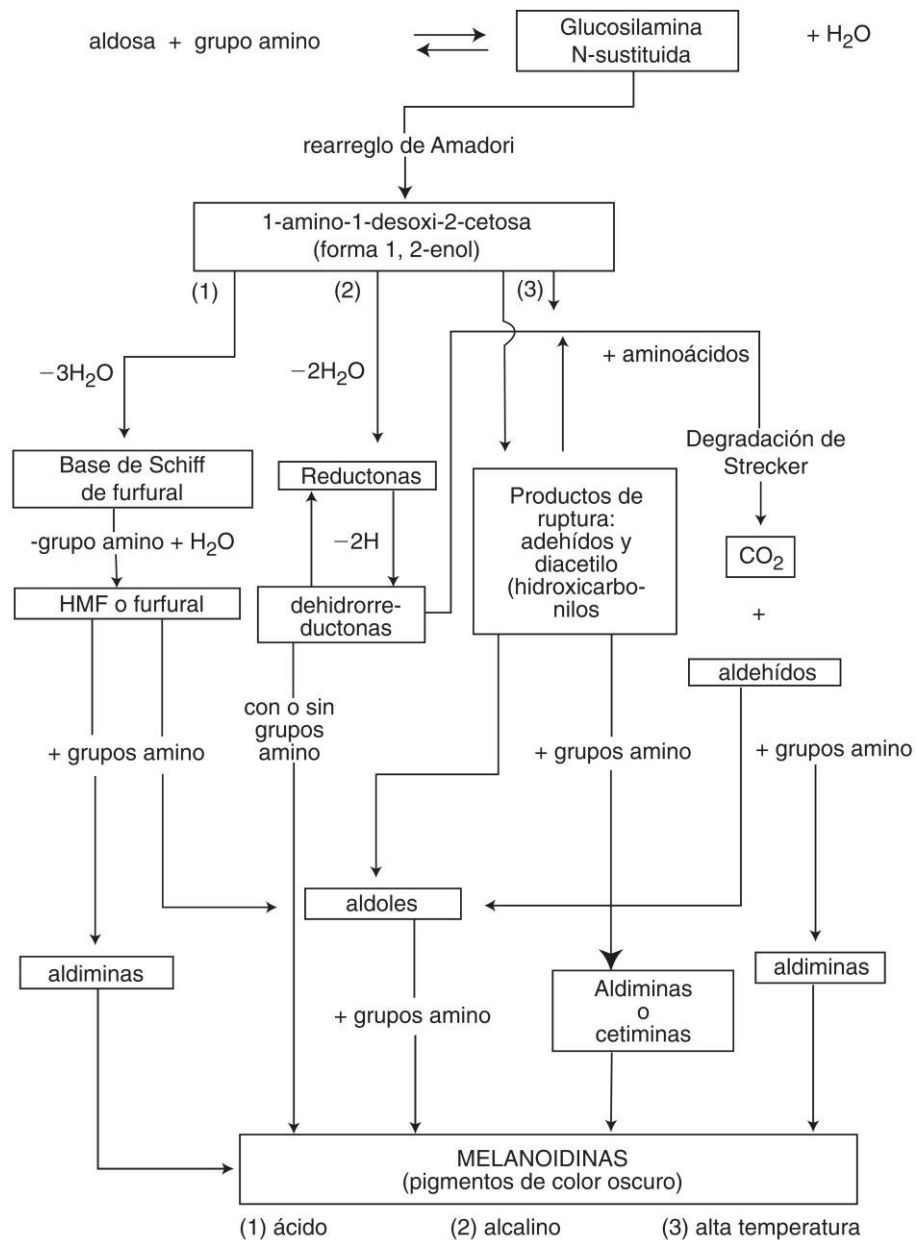 aldosa + grupo amino
Glucosilamina
N-sustituida
+ H₂O
rearreglo de Amadori
1-amino-1-desoxi-2-cetosa
(forma 1, 2-enol)
(1)
(2)
(3)
−3H₂O
−2H₂O
+ aminoácidos
Base de Schiff
de furfural
-grupo amino + H₂O
HMF o furfural
Reductonas
−2H
dehidrorre-
ductonas
Productos de
ruptura:
adehídos y
diacetilo
(hidroxicarbo-
nilos
Degradación de
Strecker
CO₂
+
aldehídos
+ grupos amino
con o sin
grupos
amino
+ grupos amino
+ grupos amino
aldoles
aldiminas
+ grupos amino
Aldiminas
o
cetiminas
aldiminas
MELANOIDINAS
(pigmentos de color oscuro)
(1) ácido
(2) alcalino
(3) alta temperatura